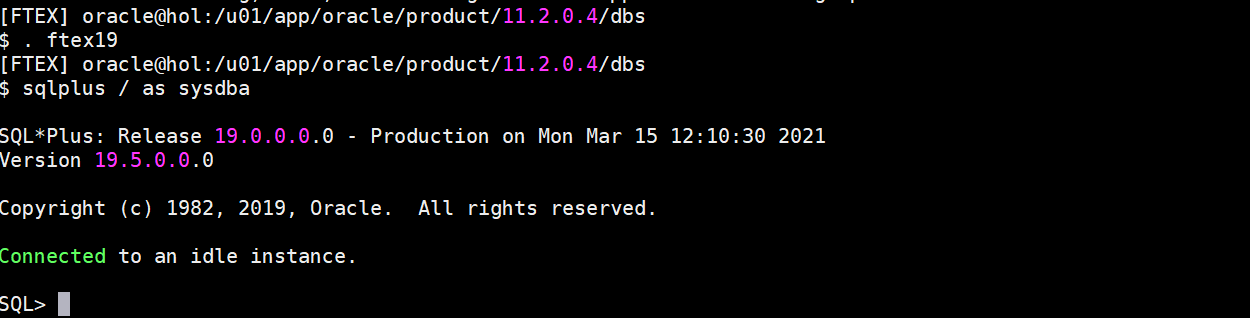 [FTEX] oracle@hol:/u01/app/oracle/product/11.2.0.4/dbs
$ . ftex19
[FTEX] oracle@hol:/u01/app/oracle/product/11.2.0.4/dbs
$ sqlplus / as sysdba
SQL*Plus: Release 19.0.0.0.0 - Production on Mon Mar 15 12:10:30 2021
Version 19.5.0.0.0
Copyright (c) 1982, 2019, Oracle.  All rights reserved.
Connected to an idle instance.
SQL>